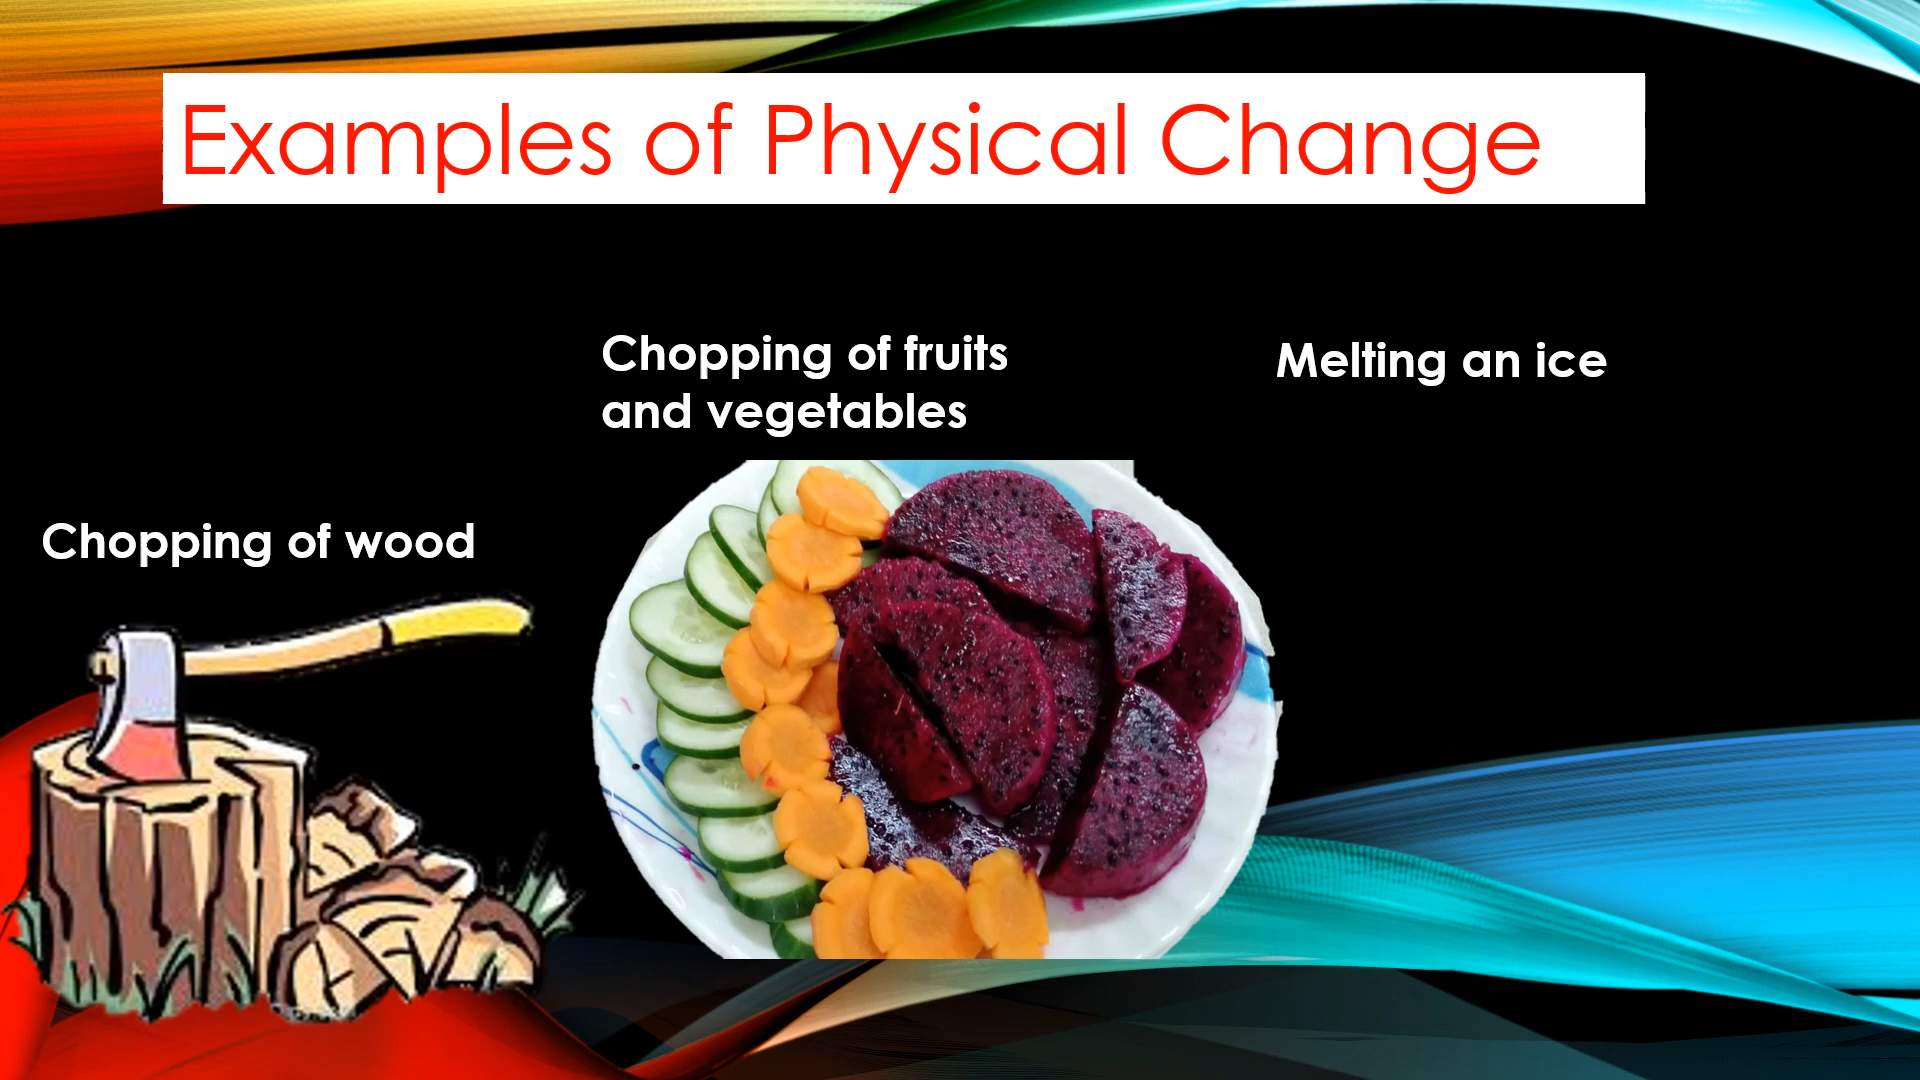 Examples of Physical Change
Chopping of fruits
and vegetables
Melting an ice
Chopping of wood